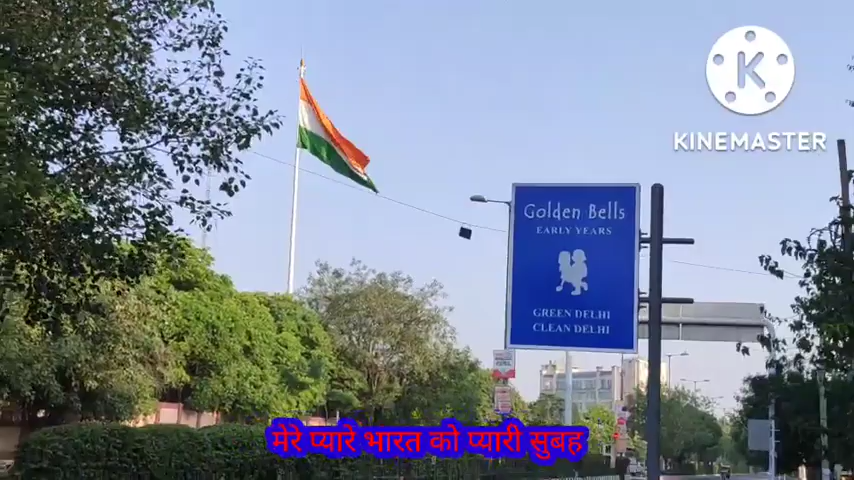 K
KINEMASTER
Golden Bells
EARLY YEARS
GREEN DELHI
CLEAN DELHI
मेरे प्यारे भारत को प्यारी सुबह